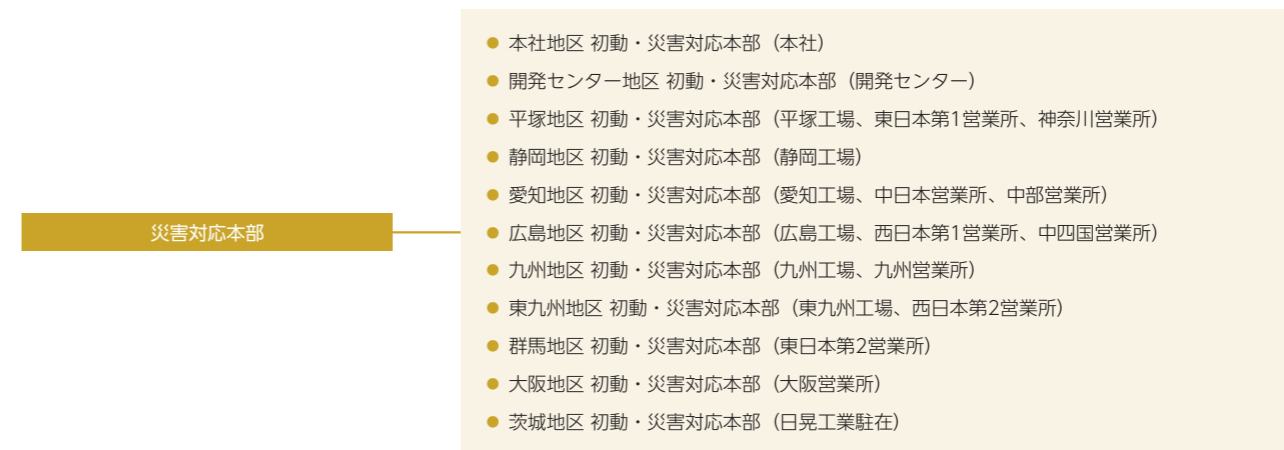 災害対応本部
● 本社地区 初動・災害対応本部（本社）
● 開発センター地区 初動・災害対応本部（開発センター）
● 平塚地区 初動・災害対応本部（平塚工場、東日本第1営業所、神奈川営業所）
● 静岡地区 初動・災害対応本部（静岡工場）
● 愛知地区 初動・災害対応本部（愛知工場、中日本営業所、中部営業所）
● 広島地区 初動・災害対応本部（広島工場、西日本第1営業所、中四国営業所）
● 九州地区 初動・災害対応本部（九州工場、九州営業所）
● 東九州地区 初動・災害対応本部（東九州工場、西日本第2営業所）
● 群馬地区 初動・災害対応本部（東日本第2営業所）
● 大阪地区 初動・災害対応本部（大阪営業所）
● 茨城地区 初動・災害対応本部（日晃工業駐在）